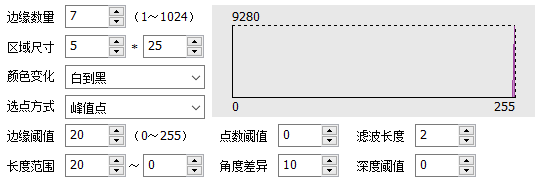 边缘数量 7 （1～1024）
9280
区域尺寸 5 * 25
颜色变化 白到黑
选点方式 峰值点
0 255
边缘阈值 20 （0～255） 点数阈值 0 滤波长度 2
长度范围 20 ～ 0 角度差异 10 深度阈值 0